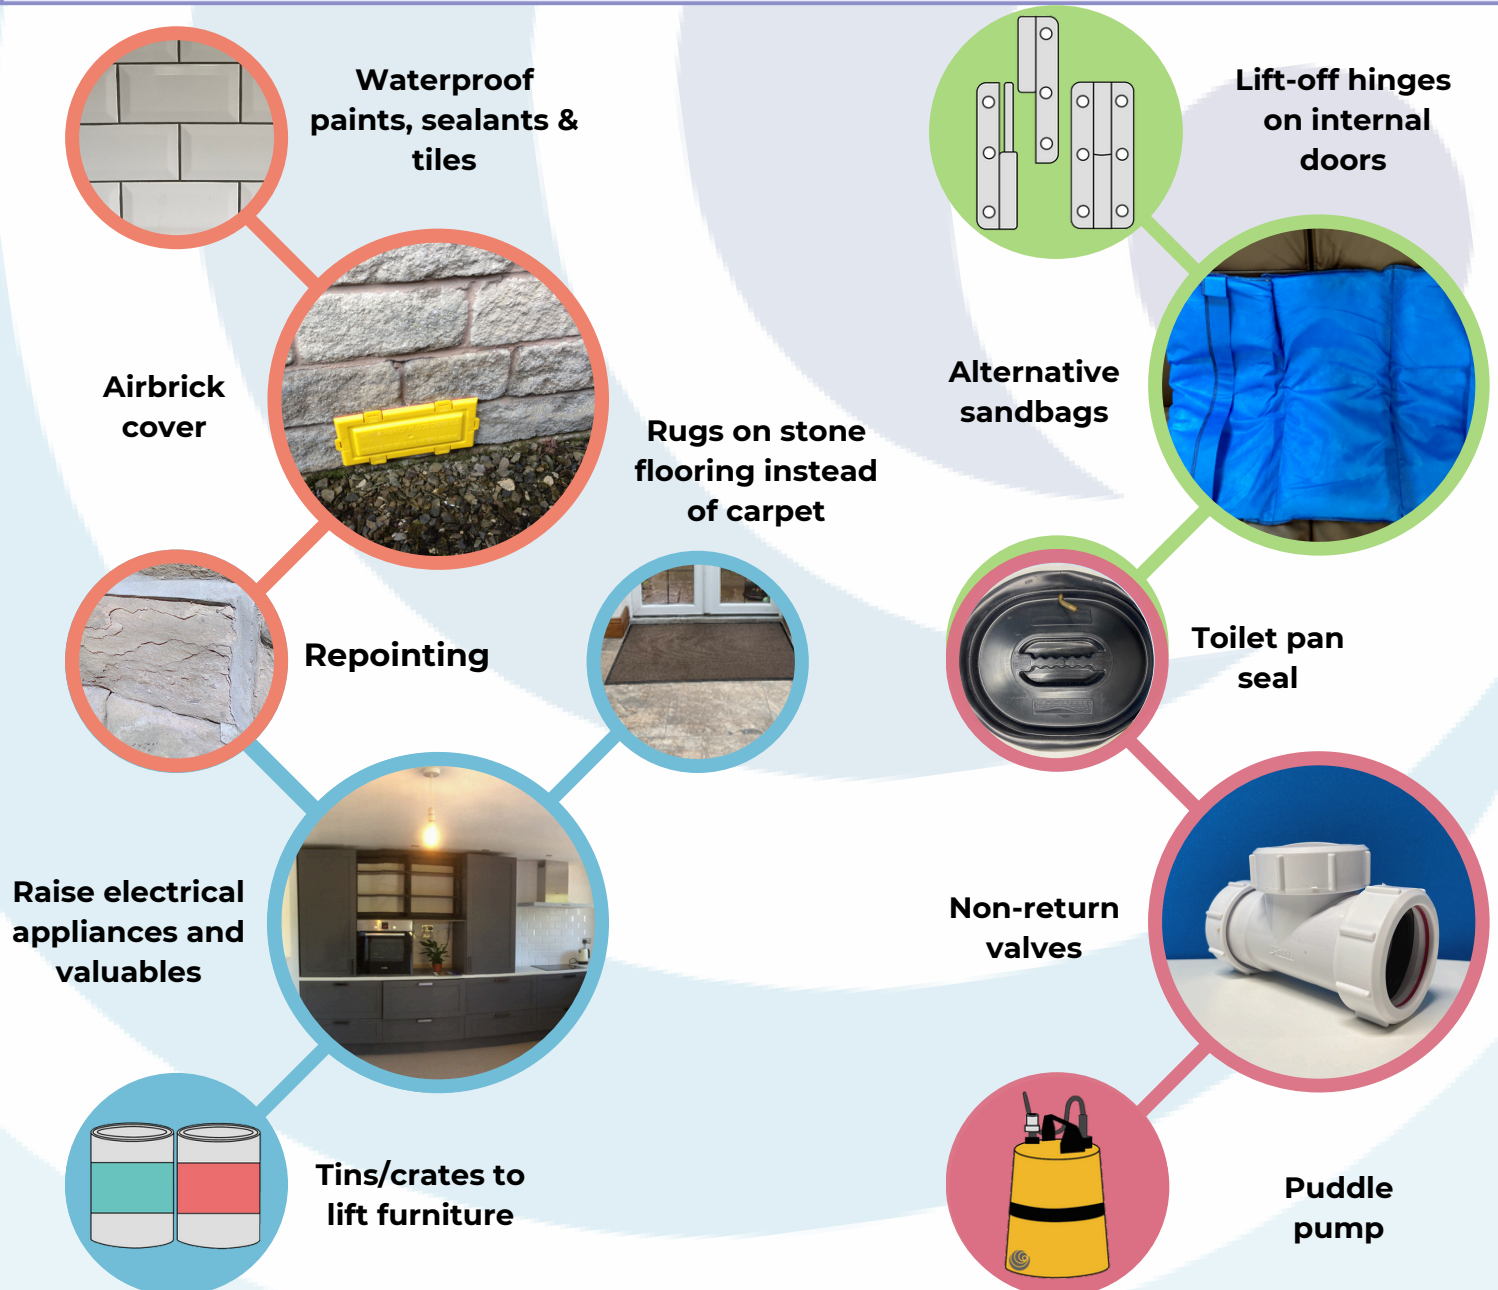 Waterproof
paints, sealants &
tiles
Airbrick
cover
Repointing
Rugs on stone
flooring instead
of carpet
Raise electrical
appliances and
valuables
Tins/crates to
lift furniture
Lift-off hinges
on internal
doors
Alternative
sandbags
Toilet pan
seal
Non-return
valves
Puddle
pump